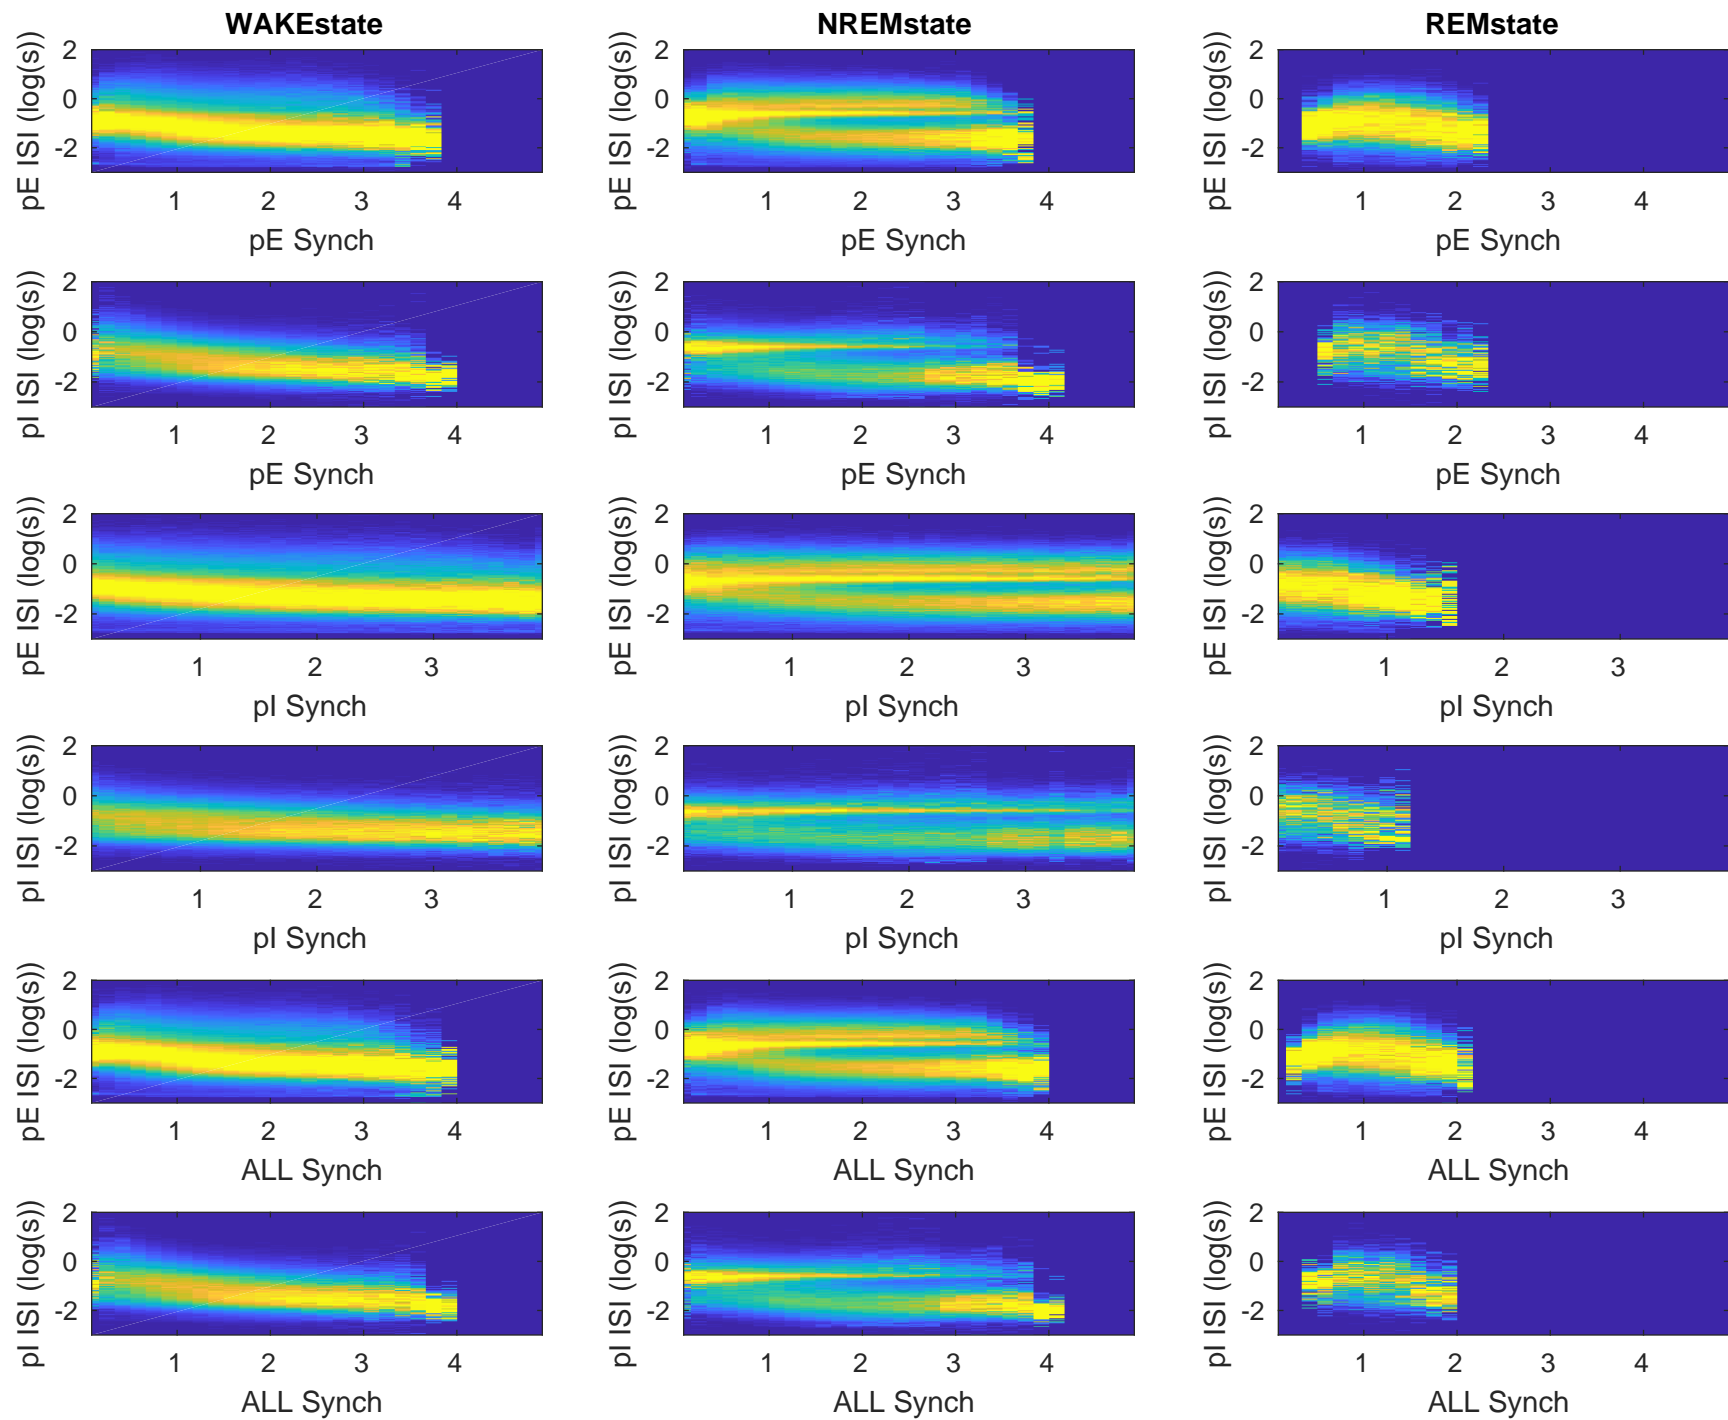 WAKEstate NREMstate REMstate
pE ISI (log(s)) 2 0 -2 pE ISI (log(s)) 2 0 -2 pE ISI (log(s)) 2 0 -2
1 2 3 4 1 2 3 4 1 2 3 4
pE Synch pE Synch pE Synch
pI ISI (log(s)) 2 0 -2 pI ISI (log(s)) 2 0 -2 pI ISI (log(s)) 2 0 -2
1 2 3 4 1 2 3 4 1 2 3 4
pE Synch pE Synch pE Synch
pE ISI (log(s)) 2 0 -2 pE ISI (log(s)) 2 0 -2 pE ISI (log(s)) 2 0 -2
1 2 3 1 2 3 1 2 3
pI Synch pI Synch pI Synch
pI ISI (log(s)) 2 0 -2 pI ISI (log(s)) 2 0 -2 pI ISI (log(s)) 2 0 -2
1 2 3 1 2 3 1 2 3
pI Synch pI Synch pI Synch
pE ISI (log(s)) 2 0 -2 pE ISI (log(s)) 2 0 -2 pE ISI (log(s)) 2 0 -2
1 2 3 4 1 2 3 4 1 2 3 4
ALL Synch ALL Synch ALL Synch
pI ISI (log(s)) 2 0 -2 pI ISI (log(s)) 2 0 -2 pI ISI (log(s)) 2 0 -2
1 2 3 4 1 2 3 4 1 2 3 4
ALL Synch ALL Synch ALL Synch